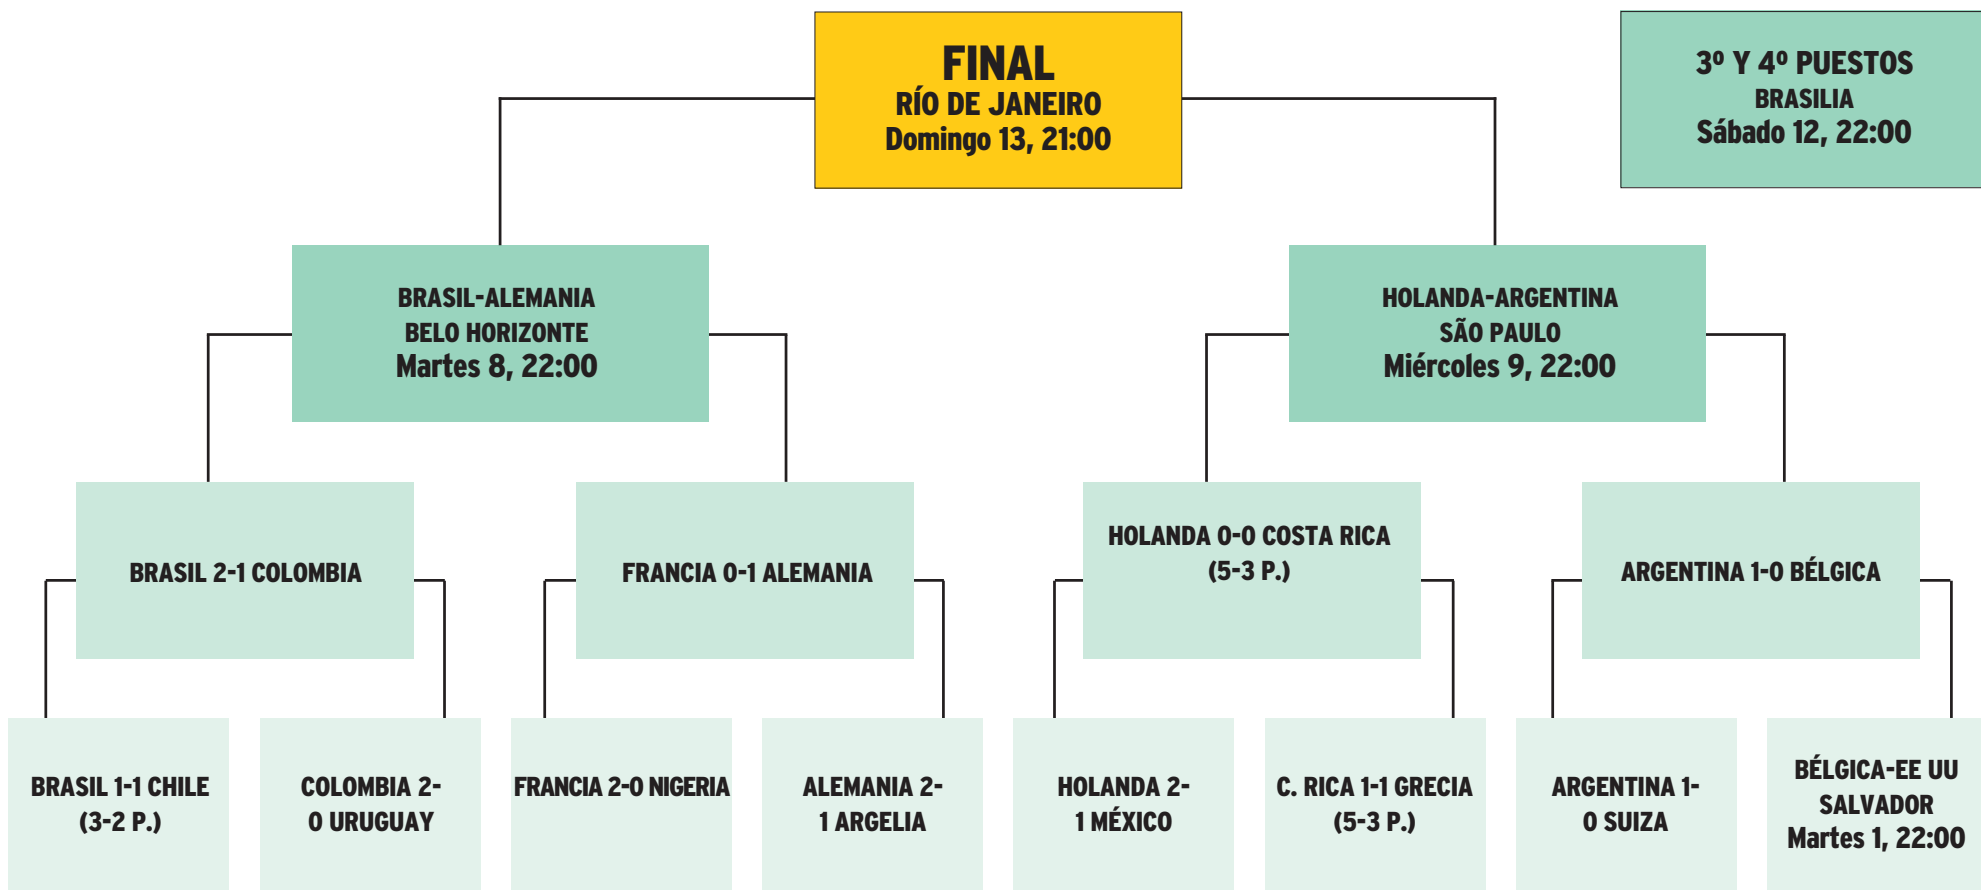 FINAL
RÍO DE JANEIRO
Domingo 13, 21:00
3º Y 4º PUESTOS
BRASILIA
Sábado 12, 22:00
BRASIL-ALEMANIA
BELO HORIZONTE
Martes 8, 22:00
HOLANDA-ARGENTINA
SÃO PAULO
Miércoles 9, 22:00
BRASIL 2-1 COLOMBIA
FRANCIA 0-1 ALEMANIA
HOLANDA 0-0 COSTA RICA
(5-3 P.)
ARGENTINA 1-0 BÉLGICA
BRASIL 1-1 CHILE
(3-2 P.)
COLOMBIA 2-
0 URUGUAY
FRANCIA 2-0 NIGERIA
ALEMANIA 2-
1 ARGELIA
HOLANDA 2-
1 MÉXICO
C. RICA 1-1 GRECIA
(5-3 P.)
ARGENTINA 1-
0 SUIZA
BÉLGICA-EE UU
SALVADOR
Martes 1, 22:00